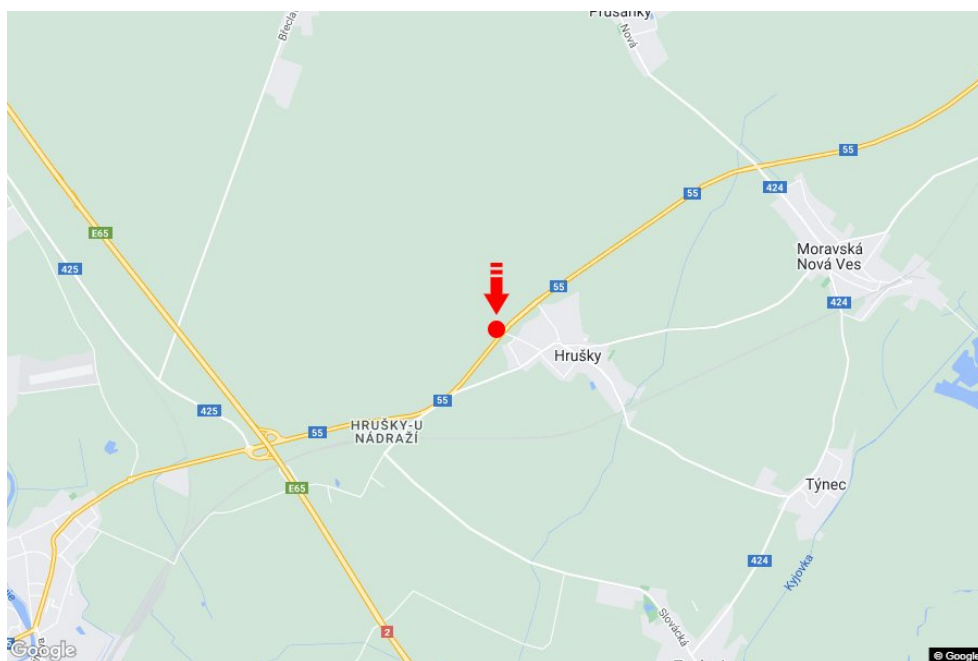 Prušánky
Nová
55
55
424
E65
Moravská
Nová Ves
425
55
424
Hrušky
55
425
55
HRUŠKY-U
NÁDRAŽÍ
E65
Týnec
424
Kyjovka
Slovácká
2
Google
© Google